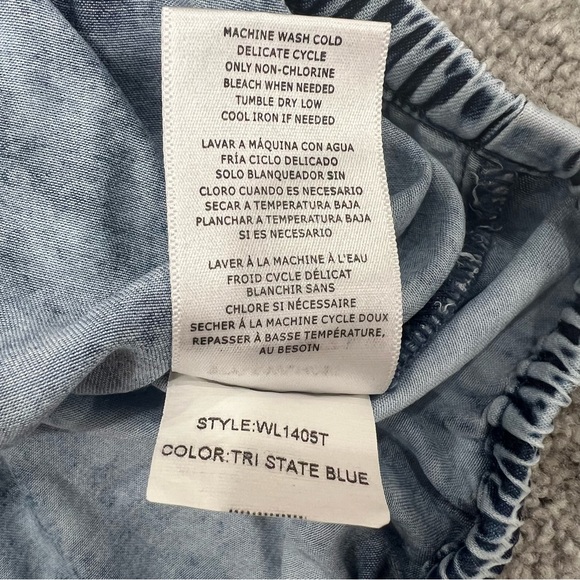 MACHINE WASH COLD
DELICATE CYCLE
ONLY NON-CHLORINE
BLEACH WHEN NEEDED
TUMBLE DRY LOW
COOL IRON IF NEEDED
LAVAR A MÁQUINA CON AGUA
FRÍA CICLO DELICADO
SOLO BLANQUEADOR SIN
CLORO CUANDO ES NECESARIO
SECAR A TEMPERATURA BAJA
PLANCHAR A TEMPERATURA BAJA
SI ES NECESARIO
LAVER À LA MACHINE À L'EAU
FROID CVCLE DÉLICAT
BLANCHIR SANS
CHLORE SI NÉCESSAIRE
SECHER À LA MACHINE CYCLE DOUX
REPASSER À BASSE TEMPÉRATURE,
AU BESOIN
STYLE:WL1405T
COLOR:TRI STATE BLUE